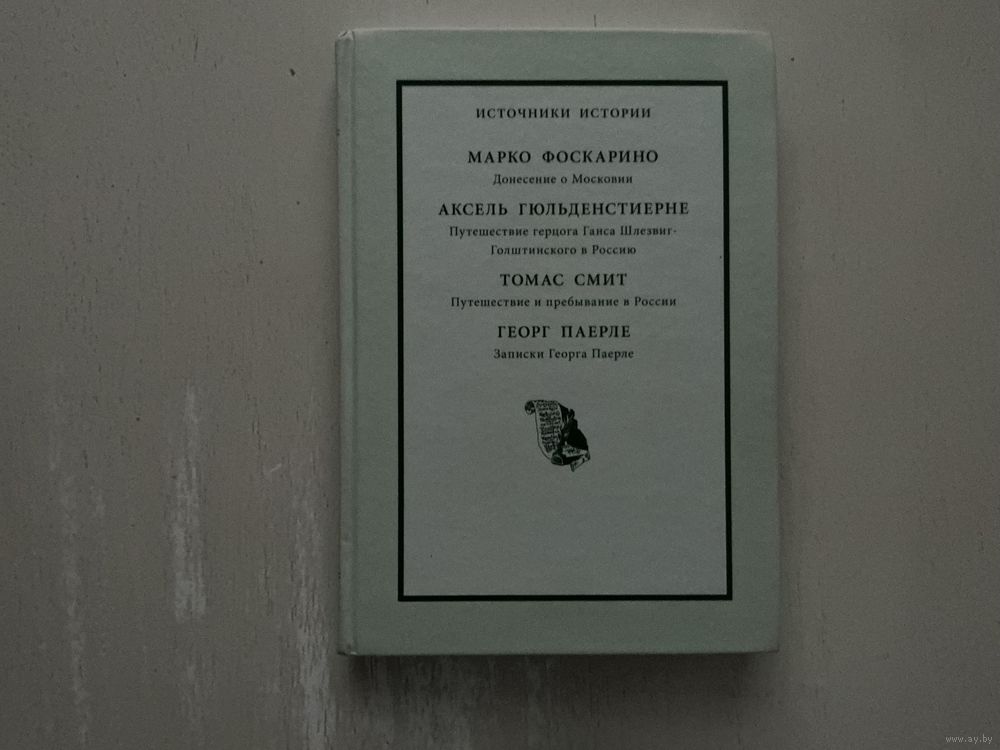 ИСТОЧНИКИ ИСТОРИИ
МАРКО ФОСКАРИНО
Донесение о Московии
АКСЕЛЬ ГЮЛЬДЕНСТИЕРНЕ
Путешествие герцога Ганса Шлезвиг-
Голштинского в Россию
ТОМАС СМИТ
Путешествие и пребывание в России
ГЕОРГ ПАЕРЛЕ
Записки Георга Паерле
www.ay.by